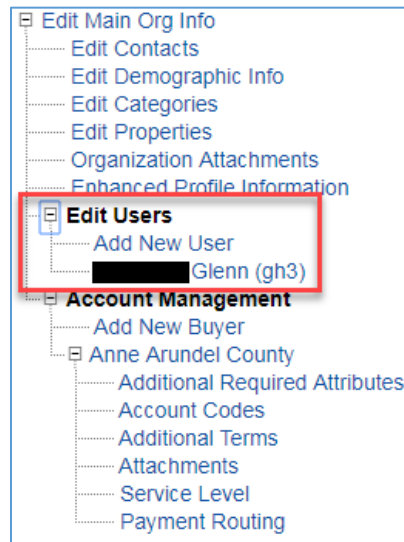 Edit Main Org Info
Edit Contacts
Edit Demographic Info
Edit Categories
Edit Properties
Organization Attachments
Enhanced Profile Information
Edit Users
Add New User
Glenn (gh3)
Account Management
Add New Buyer
Anne Arundel County
Additional Required Attributes
Account Codes
Additional Terms
Attachments
Service Level
Payment Routing